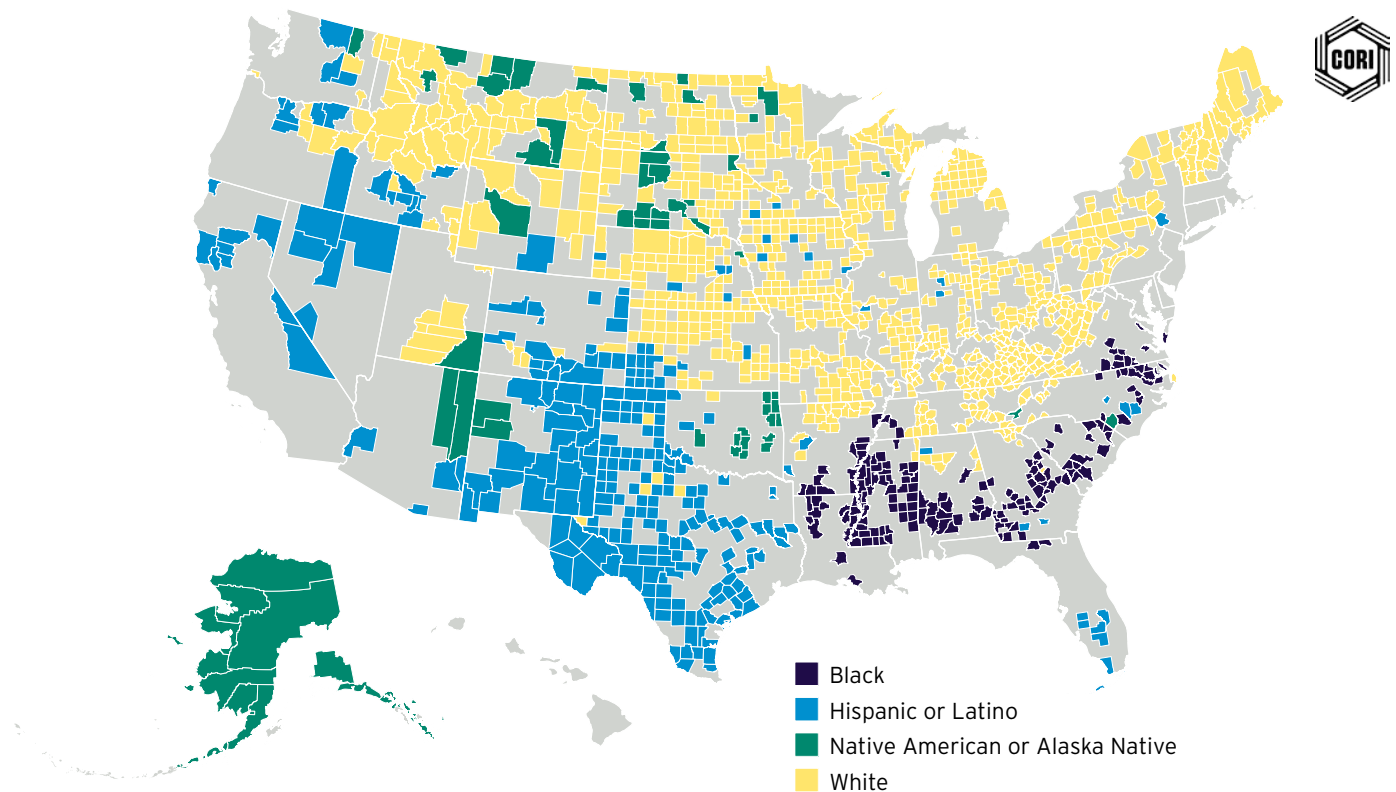 CORI
Black
Hispanic or Latino
Native American or Alaska Native
White